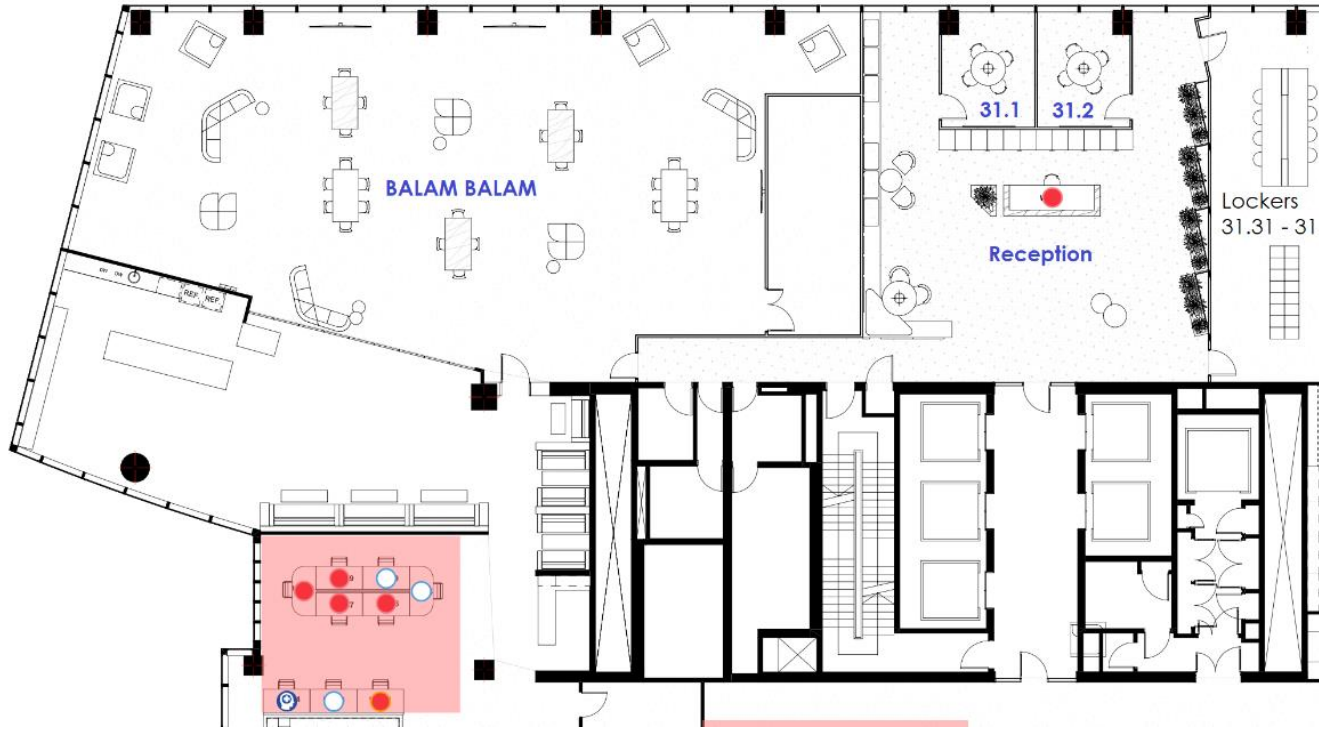 31.1
31.2
BALAM BALAM
Lockers
31.31 - 31
Reception
REF.
REF.